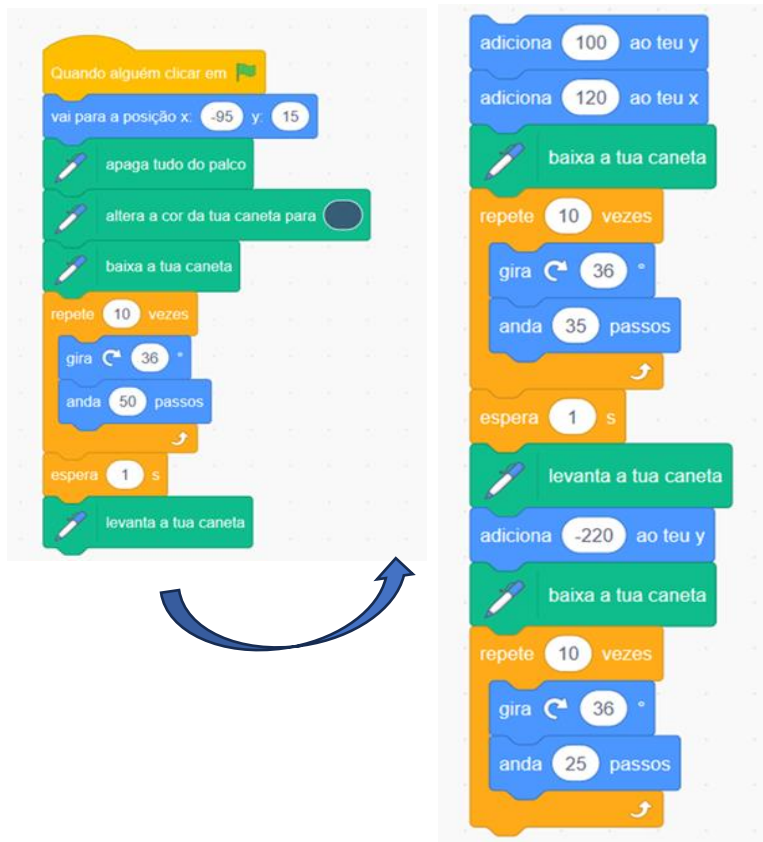 Quando alguém clicar em
vai para a posição x: -95 y: 15
apaga tudo do palco
altera a cor da tua caneta para
baixa a tua caneta
repete 10 vezes
gira 36 °
anda 50 passos
espera 1 s
levanta a tua caneta
adiciona 100 ao teu y
adiciona 120 ao teu x
baixa a tua caneta
repete 10 vezes
gira 36 °
anda 35 passos
espera 1 s
levanta a tua caneta
adiciona -220 ao teu y
baixa a tua caneta
repete 10 vezes
gira 36 °
anda 25 passos